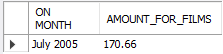 ON MONTH AMOUNT_FOR_FILMS
July 2005 170.66